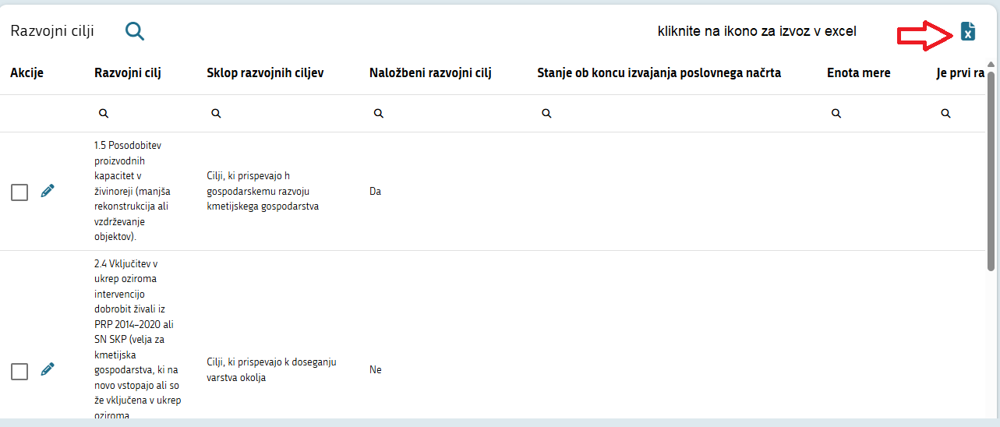 Razvojni cilji
kliknite na ikono za izvoz v excel
Akcije Razvojni cilj Sklop razvojnih ciljev Naložbeni razvojni cilj Stanje ob koncu izvajanja poslovnega načrta Enota mere Je prvi ra
1.5 Posodobitev
proizvodnih
kapacitet v
živinoreji (manjša
rekonstrukcija ali
vzdrževanje
objektov).
Cilji, ki prispevajo h
gospodarskemu razvoju
kmetijskega gospodarstva
Da
2.4 Vključitev v
ukrep oziroma
intervencijo
dobrobit živali iz
PRP 2014–2020 ali
SN SKP (velja za
kmetijska
gospodarstva, ki na
novo vstopajo ali so
že vključena v ukrep
oziroma
Cilji, ki prispevajo k doseganju
varstva okolja
Ne